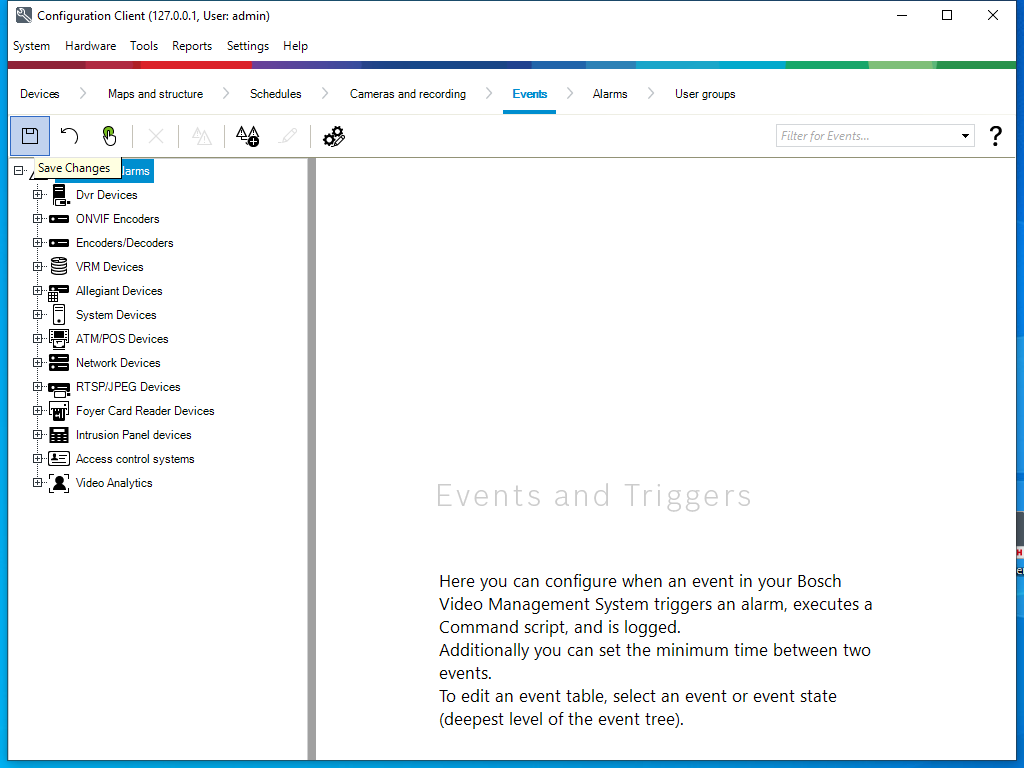 Configuration Client (127.0.0.1, User: admin)
System Hardware Tools Reports Settings Help
Devices Maps and structure Schedules Cameras and recording Events Alarms User groups
Filter for Events...
?
Save Changes
Dvr Devices
ONVIF Encoders
Encoders/Decoders
VRM Devices
Allegiant Devices
System Devices
ATM/POS Devices
Network Devices
RTSP/JPEG Devices
Foyer Card Reader Devices
Intrusion Panel devices
Access control systems
Video Analytics
Events and Triggers
Here you can configure when an event in your Bosch
Video Management System triggers an alarm, executes a
Command script, and is logged.
Additionally you can set the minimum time between two
events.
To edit an event table, select an event or event state
(deepest level of the event tree).